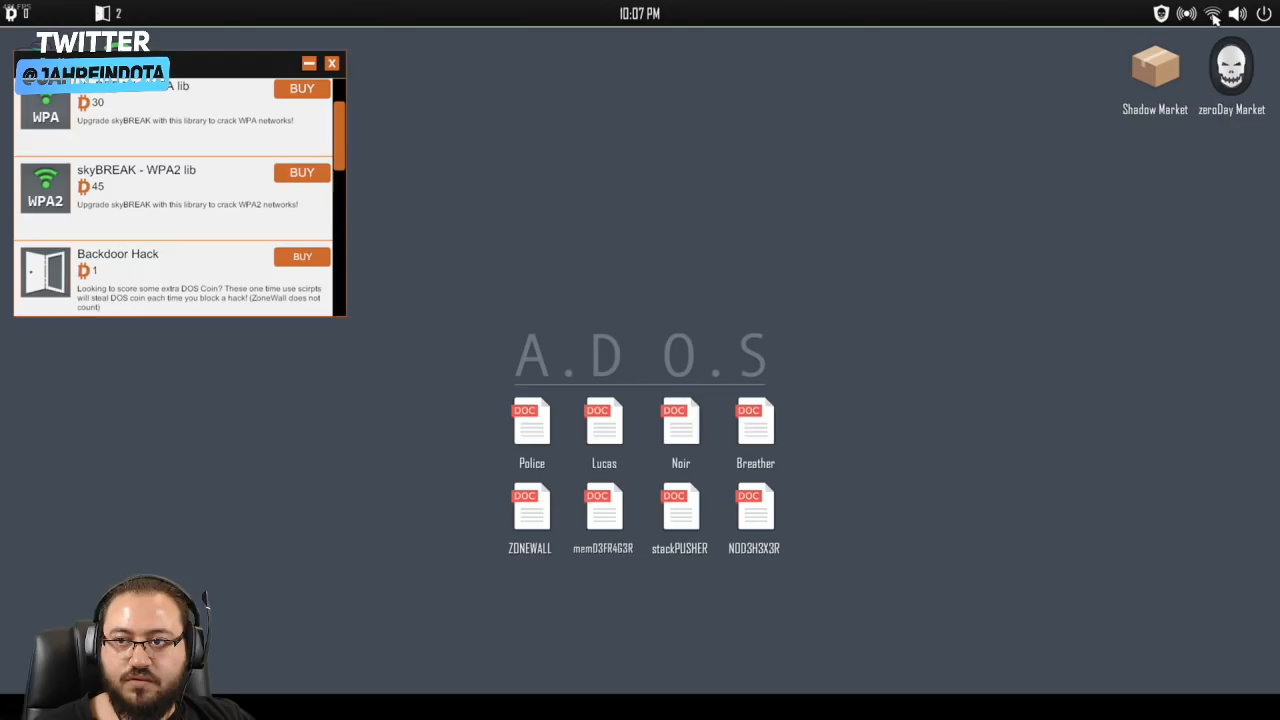 0
2
10:07 PM
TWITTER
@JAHREINDOTA
A lib
BUY
30
WPA
Upgrade skyBREAK with this library to crack WPA networks!
skyBREAK - WPA2 lib
BUY
45
WPA2
Upgrade skyBREAK with this library to crack WPA2 networks!
Backdoor Hack
BUY
1
Looking to score some extra DOS Coin? These one time use scirpts
will steal DOS coin each time you block a hack! (ZoneWall does not
count)
Shadow Market
zeroDay Market
A.D O.S
DOC DOC DOC DOC
Police Lucas Noir Breather
DOC DOC DOC DOC
ZONEWALL memD3FR4G3R stackPUSHER NOD3H3X3R